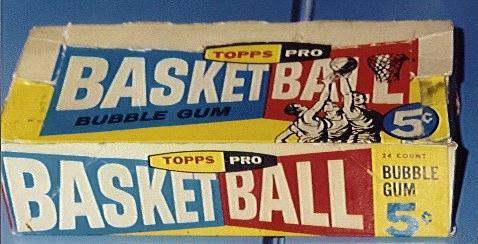 TOPPS PRO
BASKETBALL
BUBBLE GUM
5¢
TOPPS PRO
BASKETBALL
24 COUNT
BUBBLE
GUM
5¢